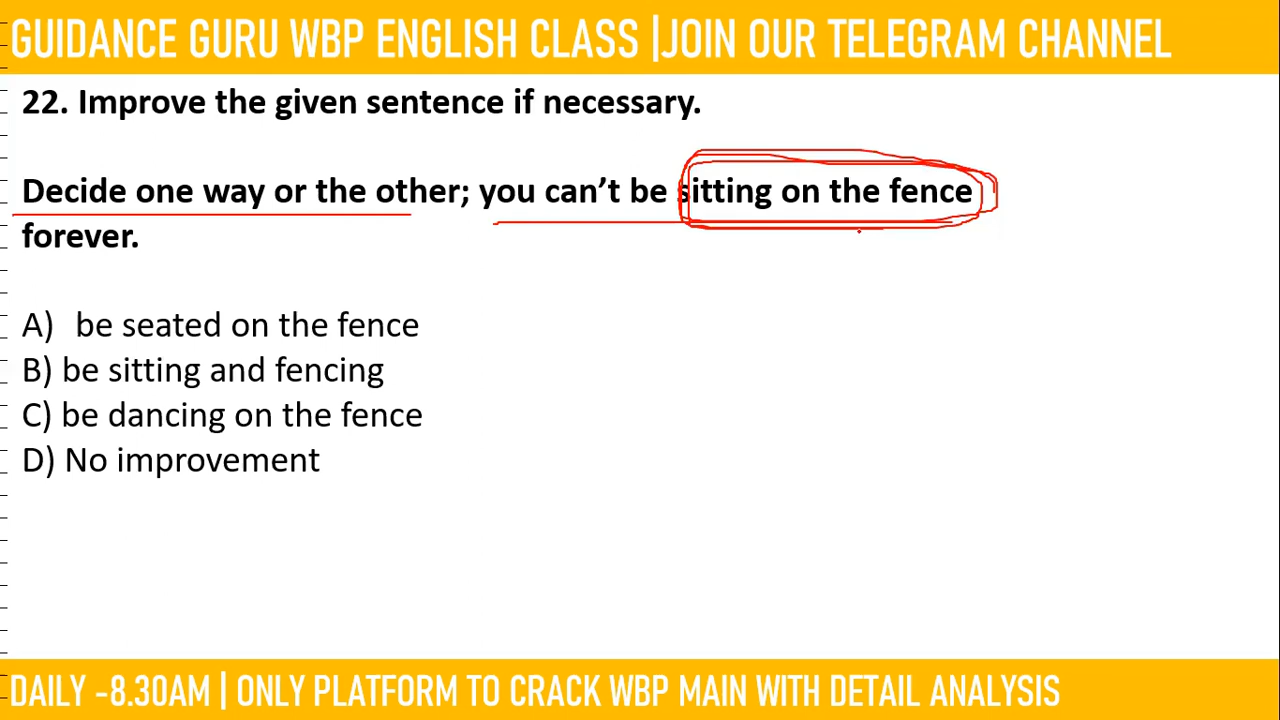 GUIDANCE GURU WBP ENGLISH CLASS |JOIN OUR TELEGRAM CHANNEL
22. Improve the given sentence if necessary.
Decide one way or the other; you can’t be sitting on the fence
forever.
A) be seated on the fence
B) be sitting and fencing
C) be dancing on the fence
D) No improvement
DAILY -8.30AM | ONLY PLATFORM TO CRACK WBP MAIN WITH DETAIL ANALYSIS